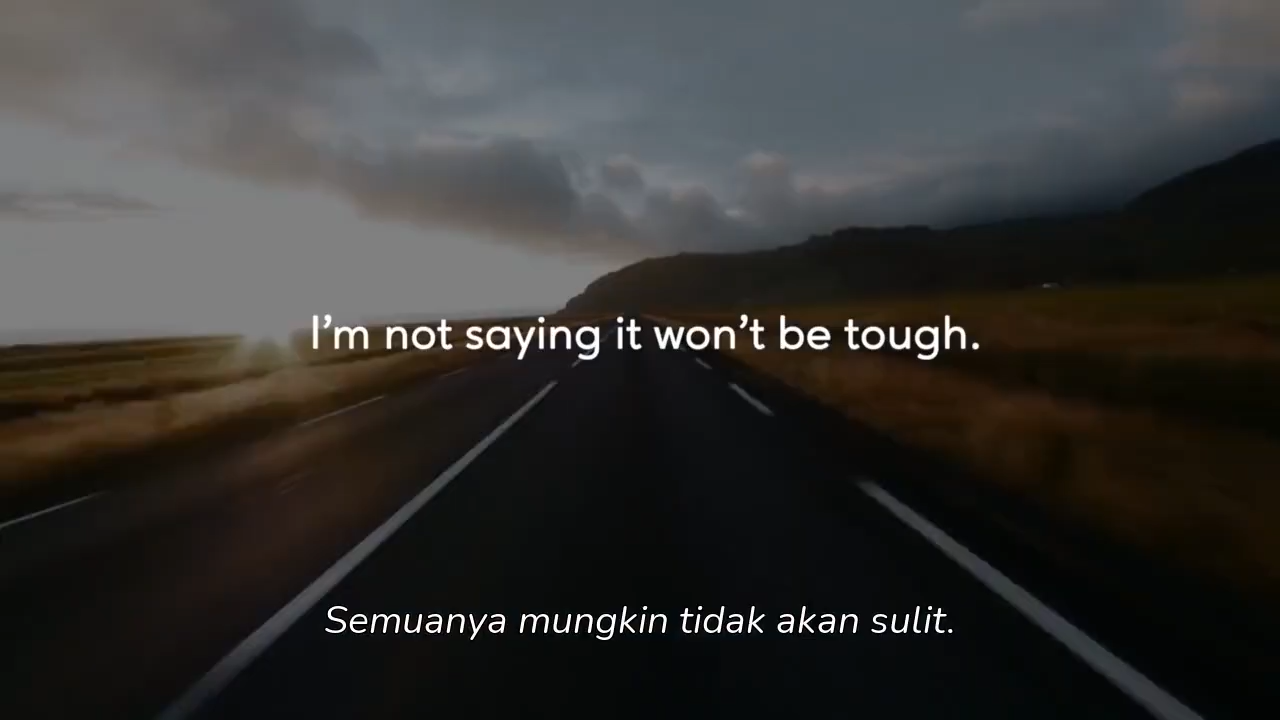 I’m not saying it won’t be tough.
Semuanya mungkin tidak akan sulit.